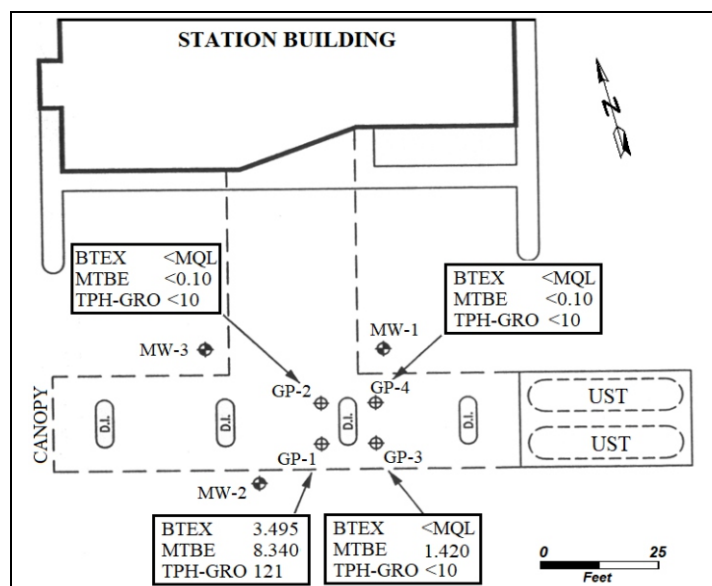 STATION BUILDING
N
BTEX <MQL
MTBE <0.10
TPH-GRO <10
BTEX <MQL
MTBE <0.10
TPH-GRO <10
MW-3
MW-1
GP-2
GP-4
CANOPY
D.I.
D.I.
D.I.
D.I.
UST
UST
GP-1
GP-3
MW-2
BTEX 3.495
MTBE 8.340
TPH-GRO 121
BTEX <MQL
MTBE 1.420
TPH-GRO <10
0 25
Feet